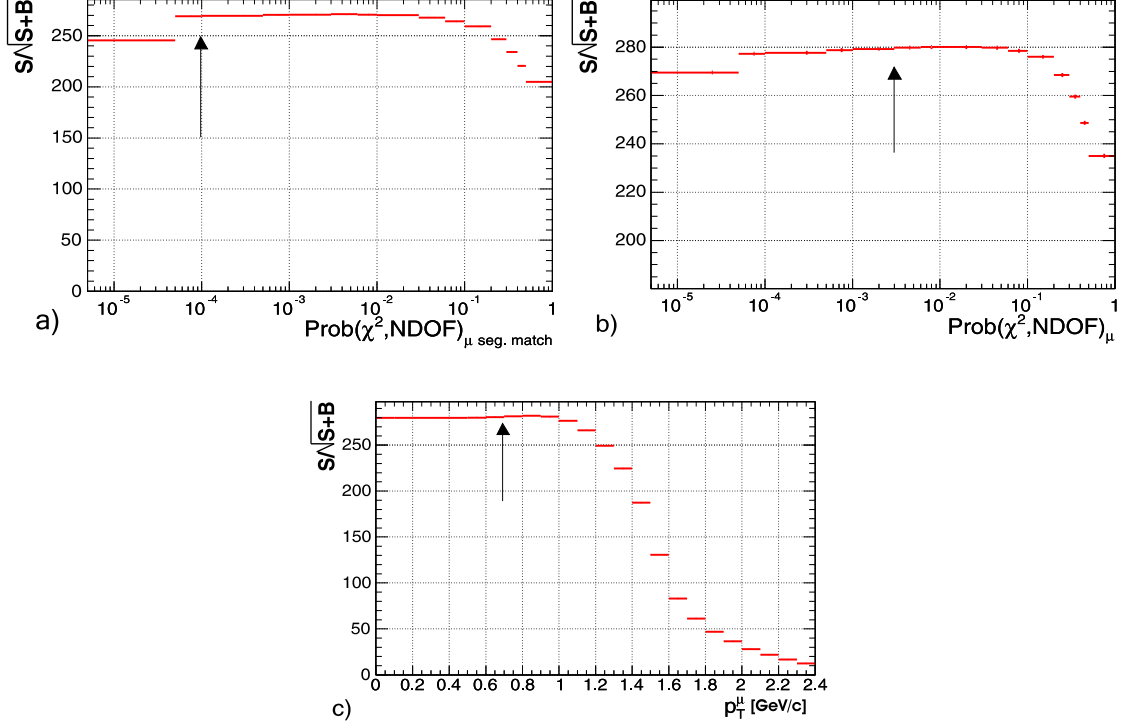 S/√S+B
250
200
150
100
50
0
10⁻⁵ 10⁻⁴ 10⁻³ 10⁻² 10⁻¹ 1
a)
Prob(χ²,NDOF)μ seg. match
S/√S+B
280
260
240
220
200
10⁻⁵ 10⁻⁴ 10⁻³ 10⁻² 10⁻¹ 1
b)
Prob(χ²,NDOF)μ
S/√S+B
250
200
150
100
50
0
0 0.2 0.4 0.6 0.8 1 1.2 1.4 1.6 1.8 2 2.2 2.4
c)
pTμ [GeV/c]